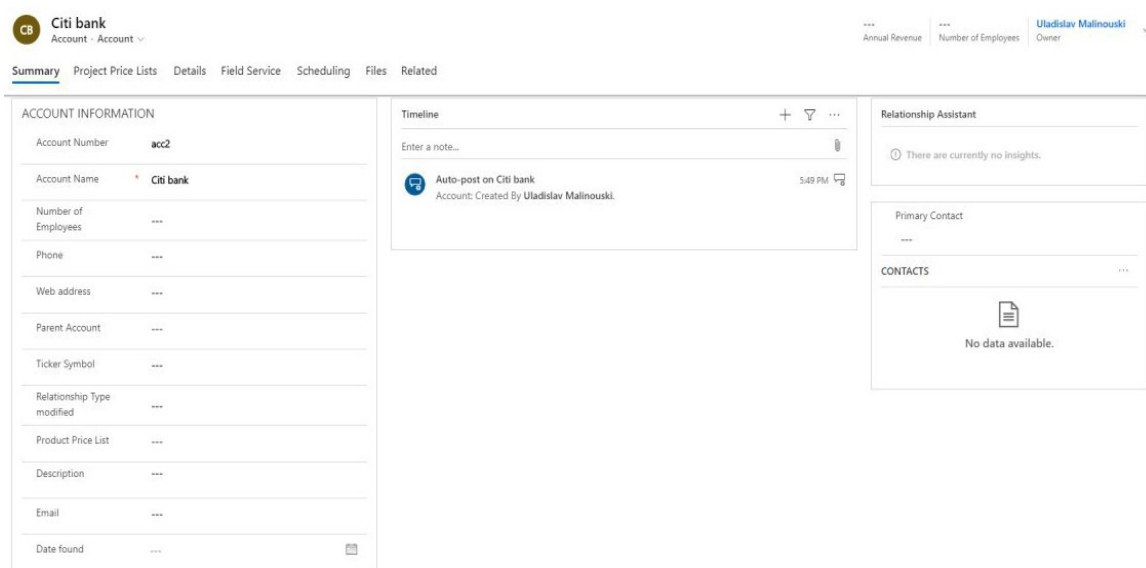 CB
Citi bank
Account · Account
---
Annual Revenue
---
Number of Employees
Uladislav Malinouski
Owner
Summary Project Price Lists Details Field Service Scheduling Files Related
ACCOUNT INFORMATION
Account Number acc2
Account Name * Citi bank
Number of
Employees ---
Phone ---
Web address ---
Parent Account ---
Ticker Symbol ---
Relationship Type
modified ---
Product Price List ---
Description ---
Email ---
Date found ---
Timeline
Enter a note...
Auto-post on Citi bank 5:49 PM
Account: Created By Uladislav Malinouski.
Relationship Assistant
There are currently no insights.
Primary Contact
---
CONTACTS
No data available.